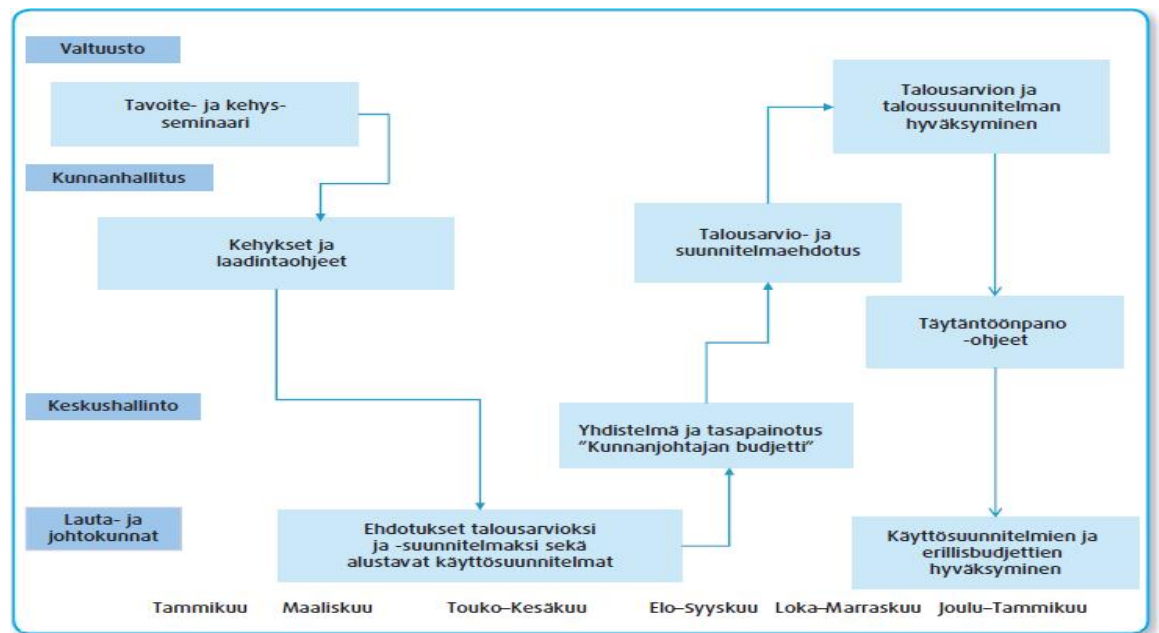 Valtuusto
Tavoite- ja kehys-
seminaari
Talousarvion ja
taloussuunnitelman
hyväksyminen
Kunnanhallitus
Kehykset ja
laadintaohjeet
Talousarvio- ja
suunnitelmaehdotus
Täytäntöönpano
-ohjeet
Keskushallinto
Yhdistelmä ja tasapainotus
”Kunnanjohtajan budjetti”
Lauta- ja
johtokunnat
Ehdotukset talousarvioksi
ja -suunnitelmaksi sekä
alustavat käyttösuunnitelmat
Käyttösuunnitelmien ja
erillisbudjettien
hyväksyminen
Tammikuu Maaliskuu Touko–Kesäkuu Elo–Syyskuu Loka–Marraskuu Joulu–Tammikuu